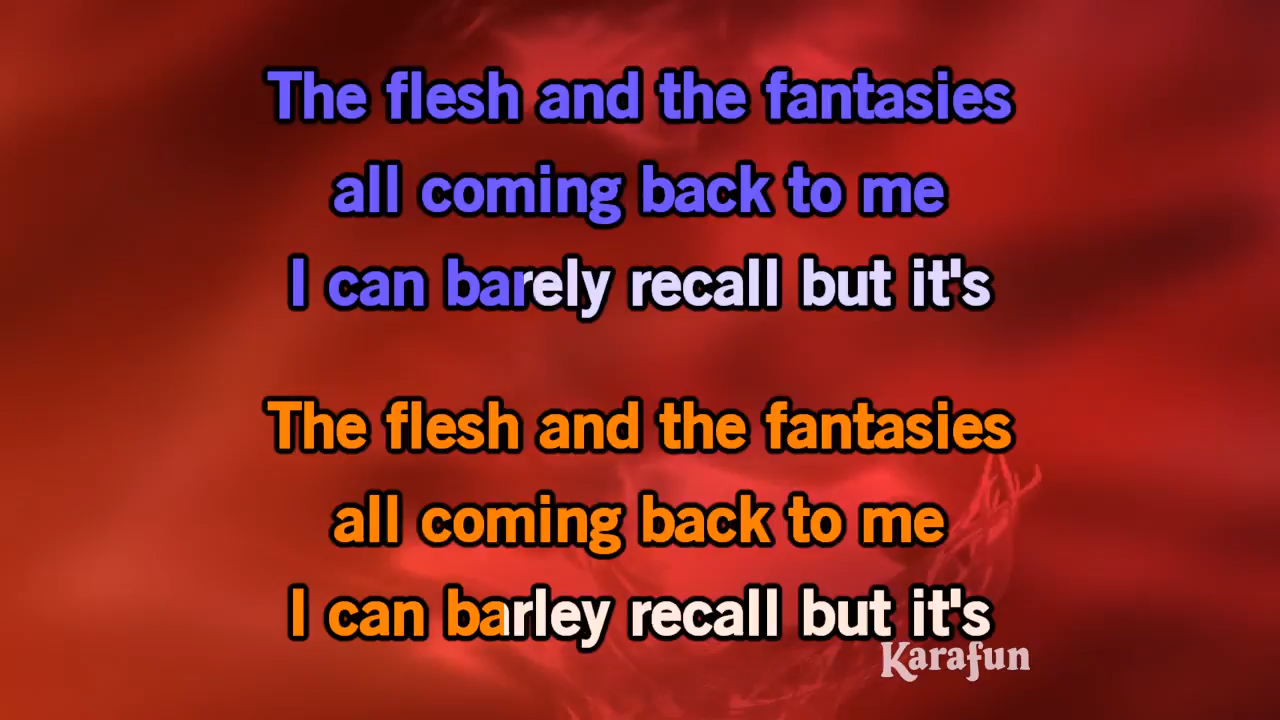 The flesh and the fantasies
all coming back to me
I can barely recall but it's
The flesh and the fantasies
all coming back to me
I can barley recall but it's
Karafun